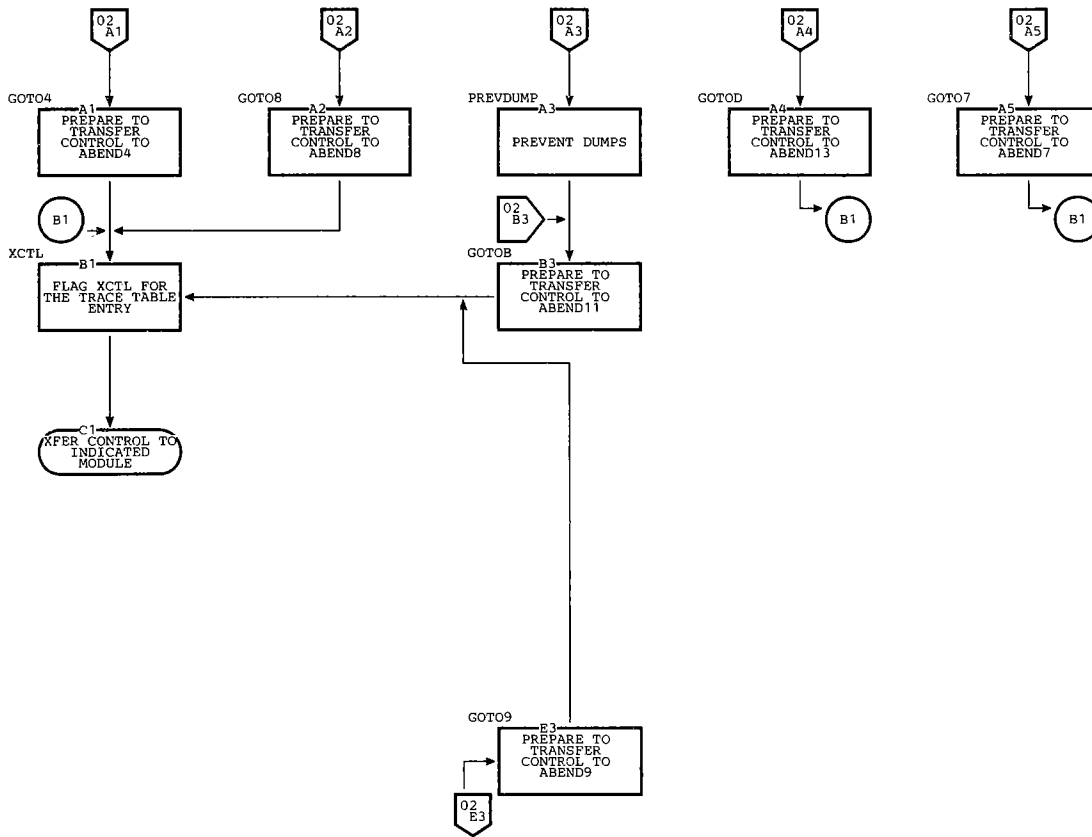 02
A1
02
A2
02
A3
02
A4
02
A5
GOTO4
A1
PREPARE TO
TRANSFER
CONTROL TO
ABEND4
GOTO8
A2
PREPARE TO
TRANSFER
CONTROL TO
ABEND8
PREVDUMP
A3
PREVENT DUMPS
GOTOD
A4
PREPARE TO
TRANSFER
CONTROL TO
ABEND13
GOTO7
A5
PREPARE TO
TRANSFER
CONTROL TO
ABEND7
B1
02
B3
B1
B1
XCTL
B1
FLAG XCTL FOR
THE TRACE TABLE
ENTRY
GOTOB
B3
PREPARE TO
TRANSFER
CONTROL TO
ABEND11
C1
XFER CONTROL TO
INDICATED
MODULE
GOTO9
E3
PREPARE TO
TRANSFER
CONTROL TO
ABEND9
02
E3